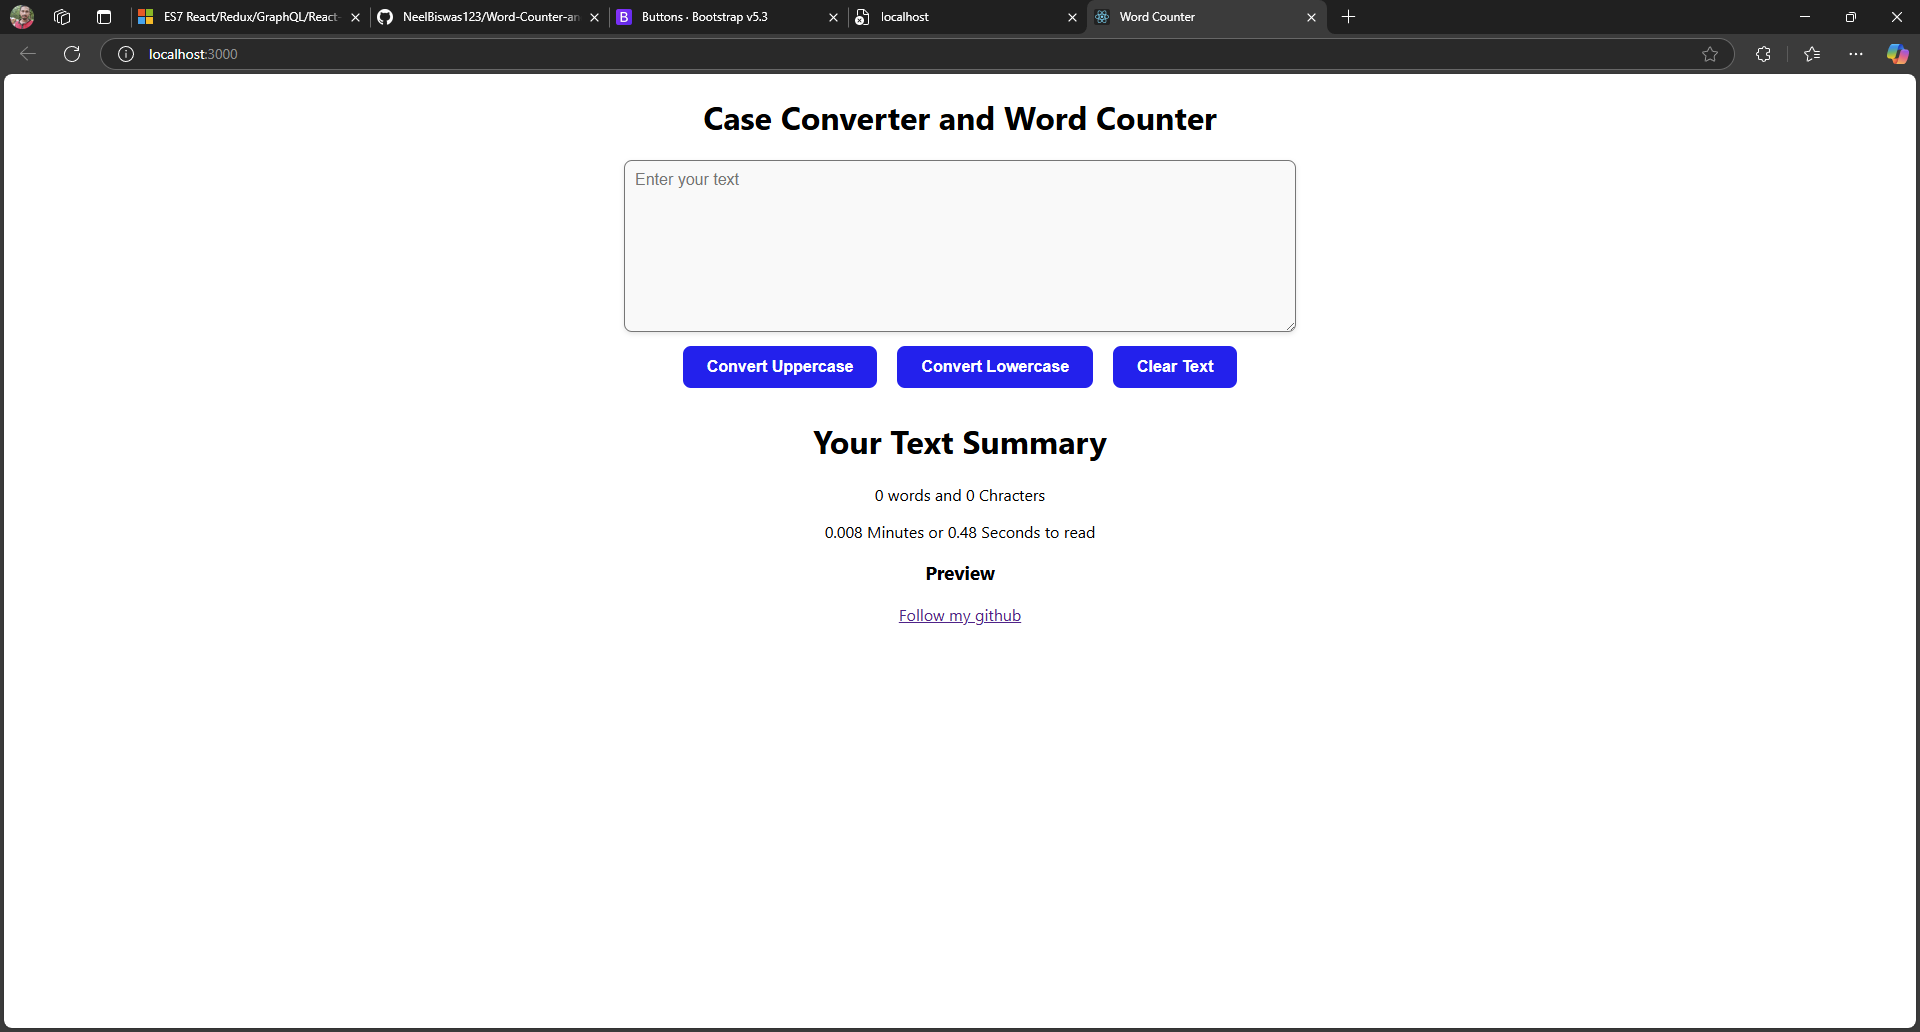 ES7 React/Redux/GraphQL/React-
NeelBiswas123/Word-Counter-an
Buttons · Bootstrap v5.3
localhost
Word Counter
localhost:3000
Case Converter and Word Counter
Enter your text
Convert Uppercase
Convert Lowercase
Clear Text
Your Text Summary
0 words and 0 Chracters
0.008 Minutes or 0.48 Seconds to read
Preview
Follow my github